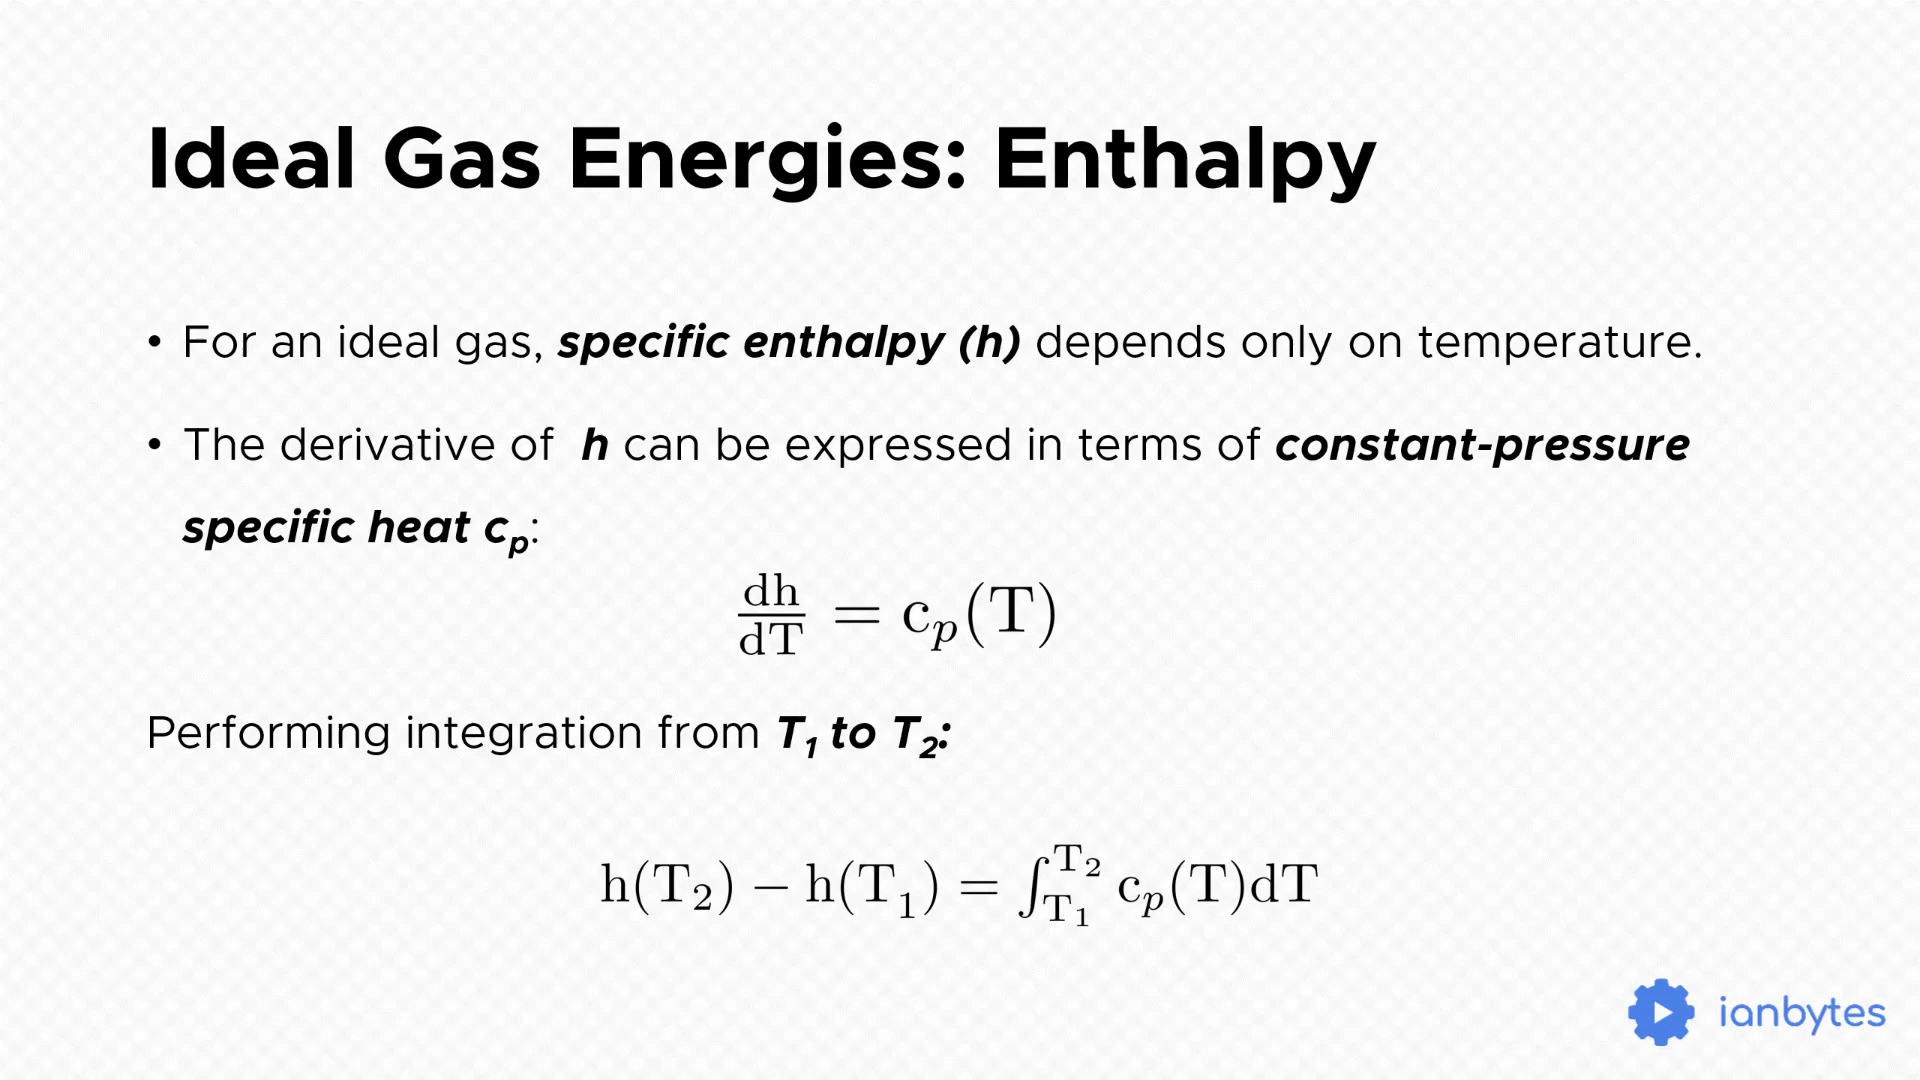 Ideal Gas Energies: Enthalpy
• For an ideal gas, specific enthalpy (h) depends only on temperature.
• The derivative of h can be expressed in terms of constant-pressure
specific heat cₚ:
dh/dT = cₚ(T)
Performing integration from T₁ to T₂:
h(T₂) − h(T₁) = ∫_T₁^T₂ cₚ(T)dT
ianbytes